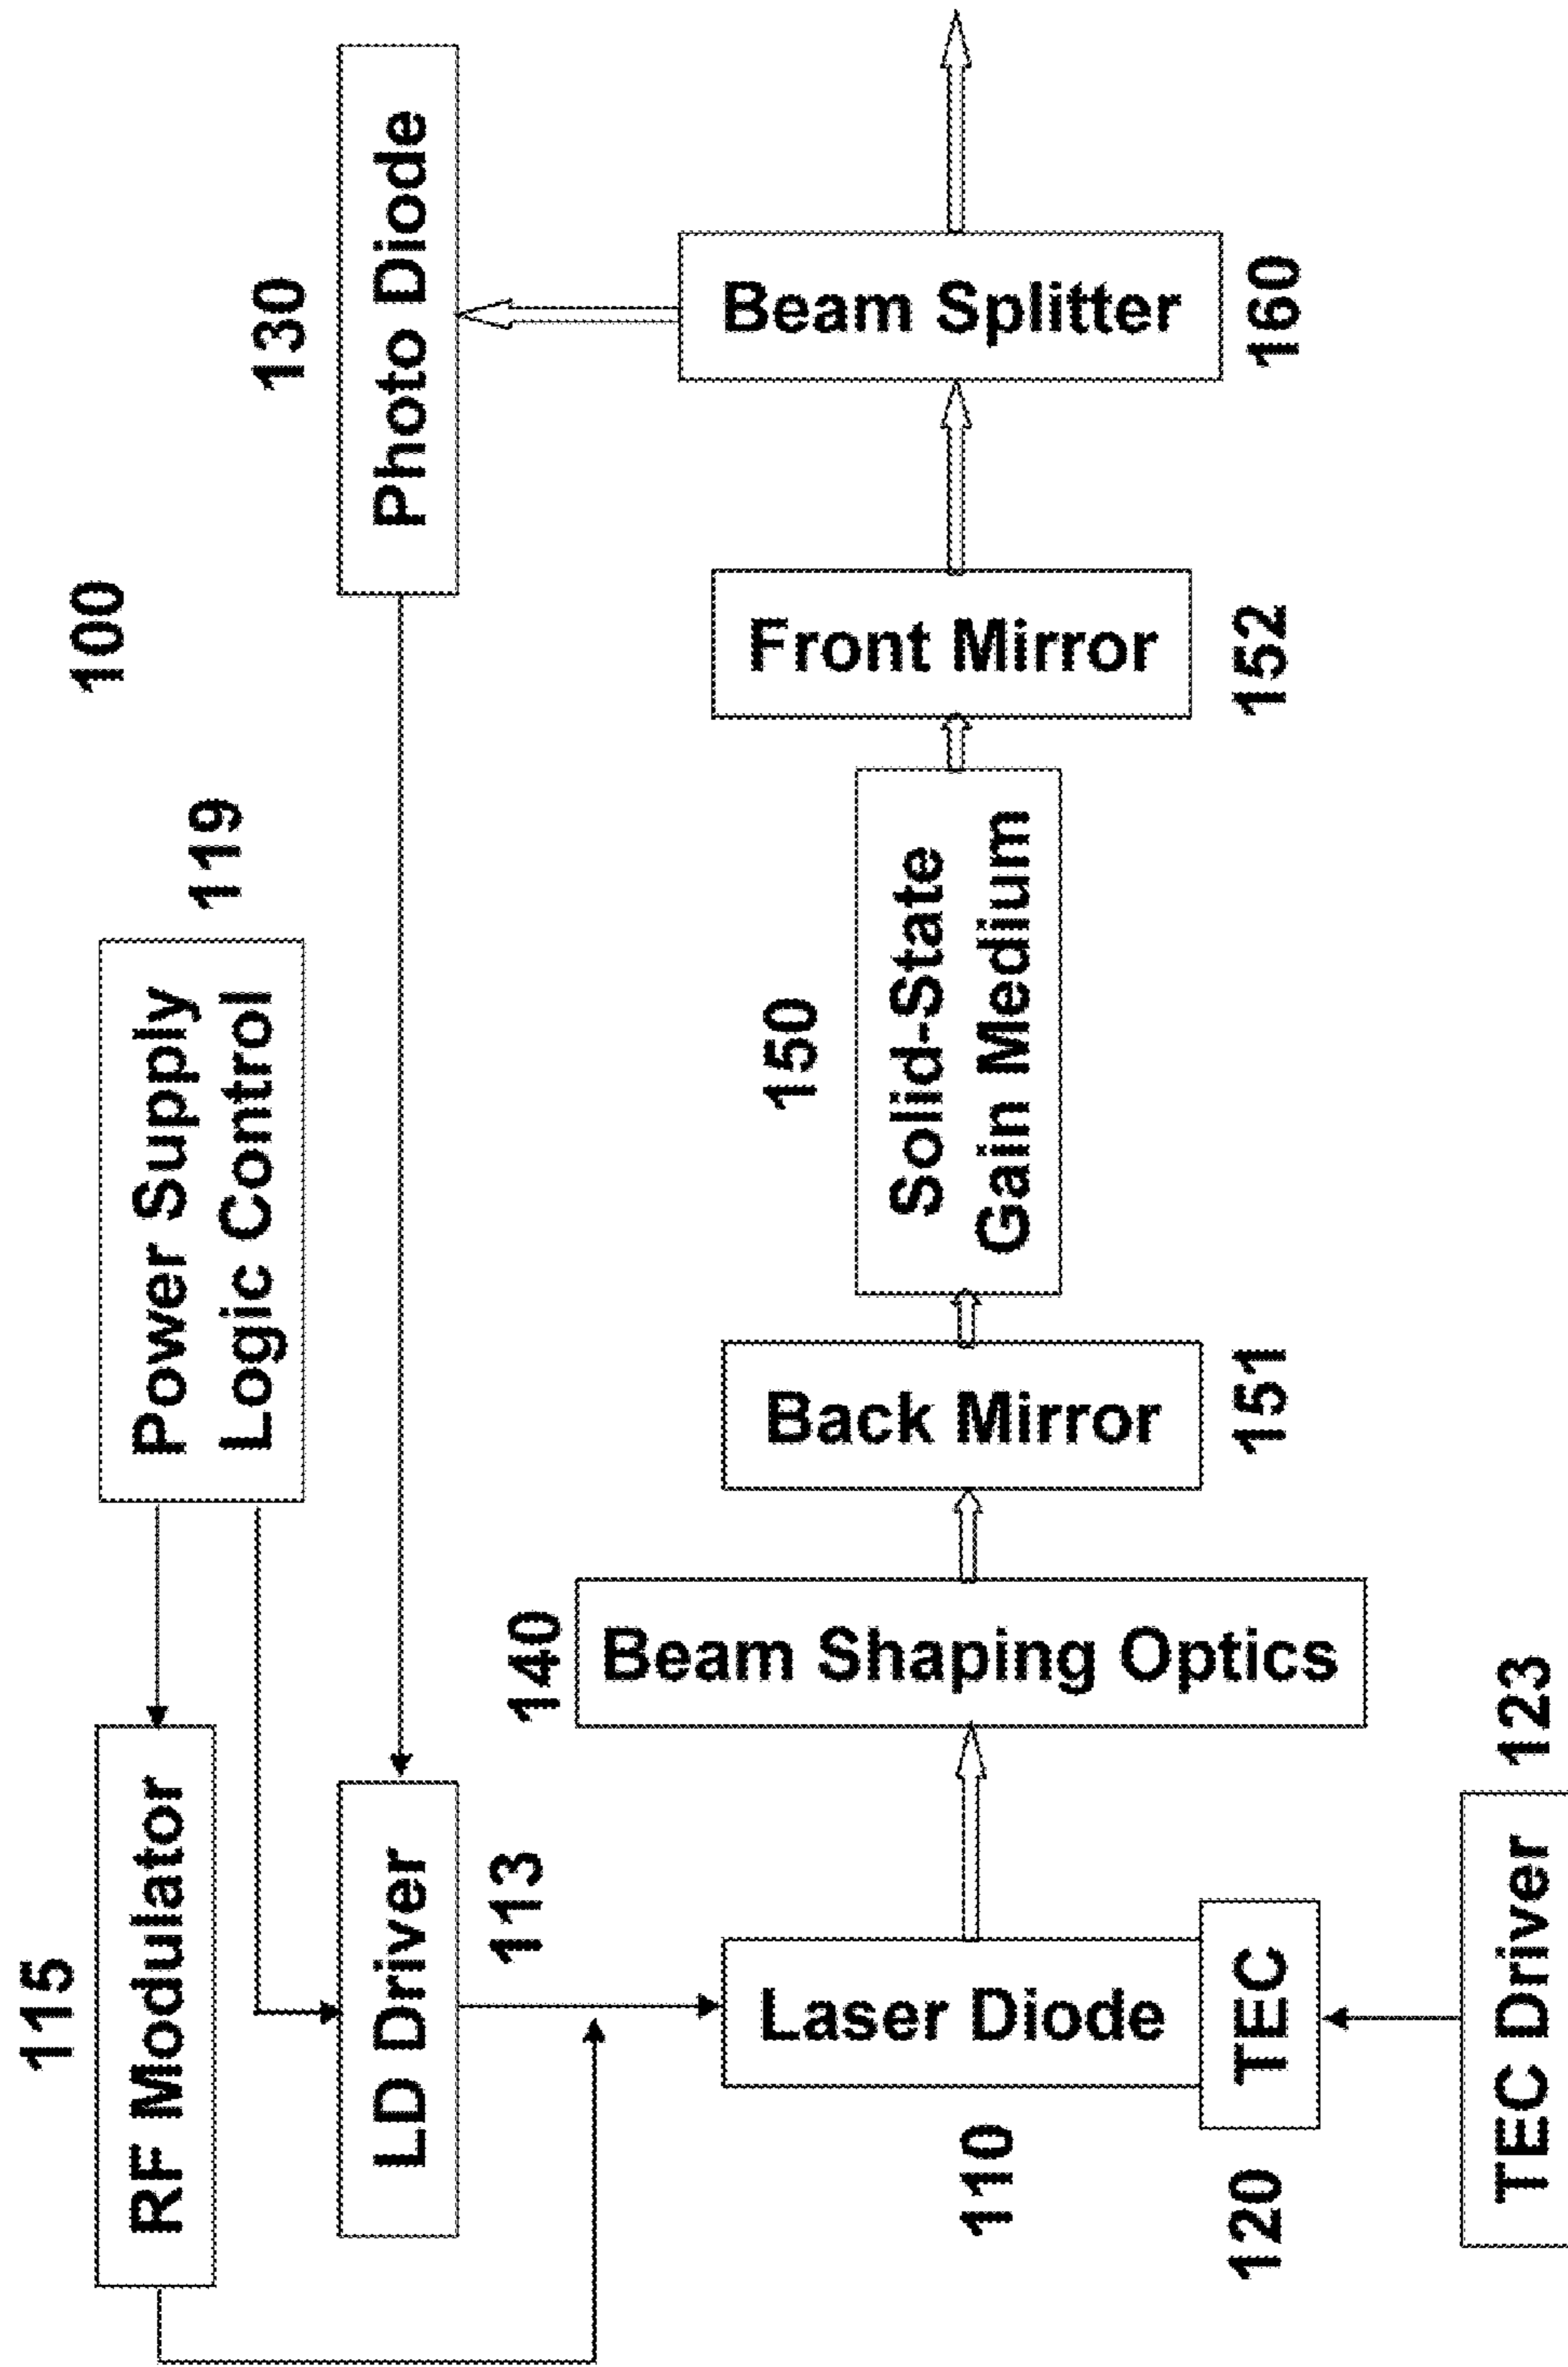 100
115
RF Modulator
Power Supply
Logic Control
119
LD Driver
113
130
Photo Diode
140
150
110
Laser Diode
Beam Shaping Optics
Back Mirror
151
Solid-State
Gain Medium
Front Mirror
152
Beam Splitter
160
120
TEC
TEC Driver
123